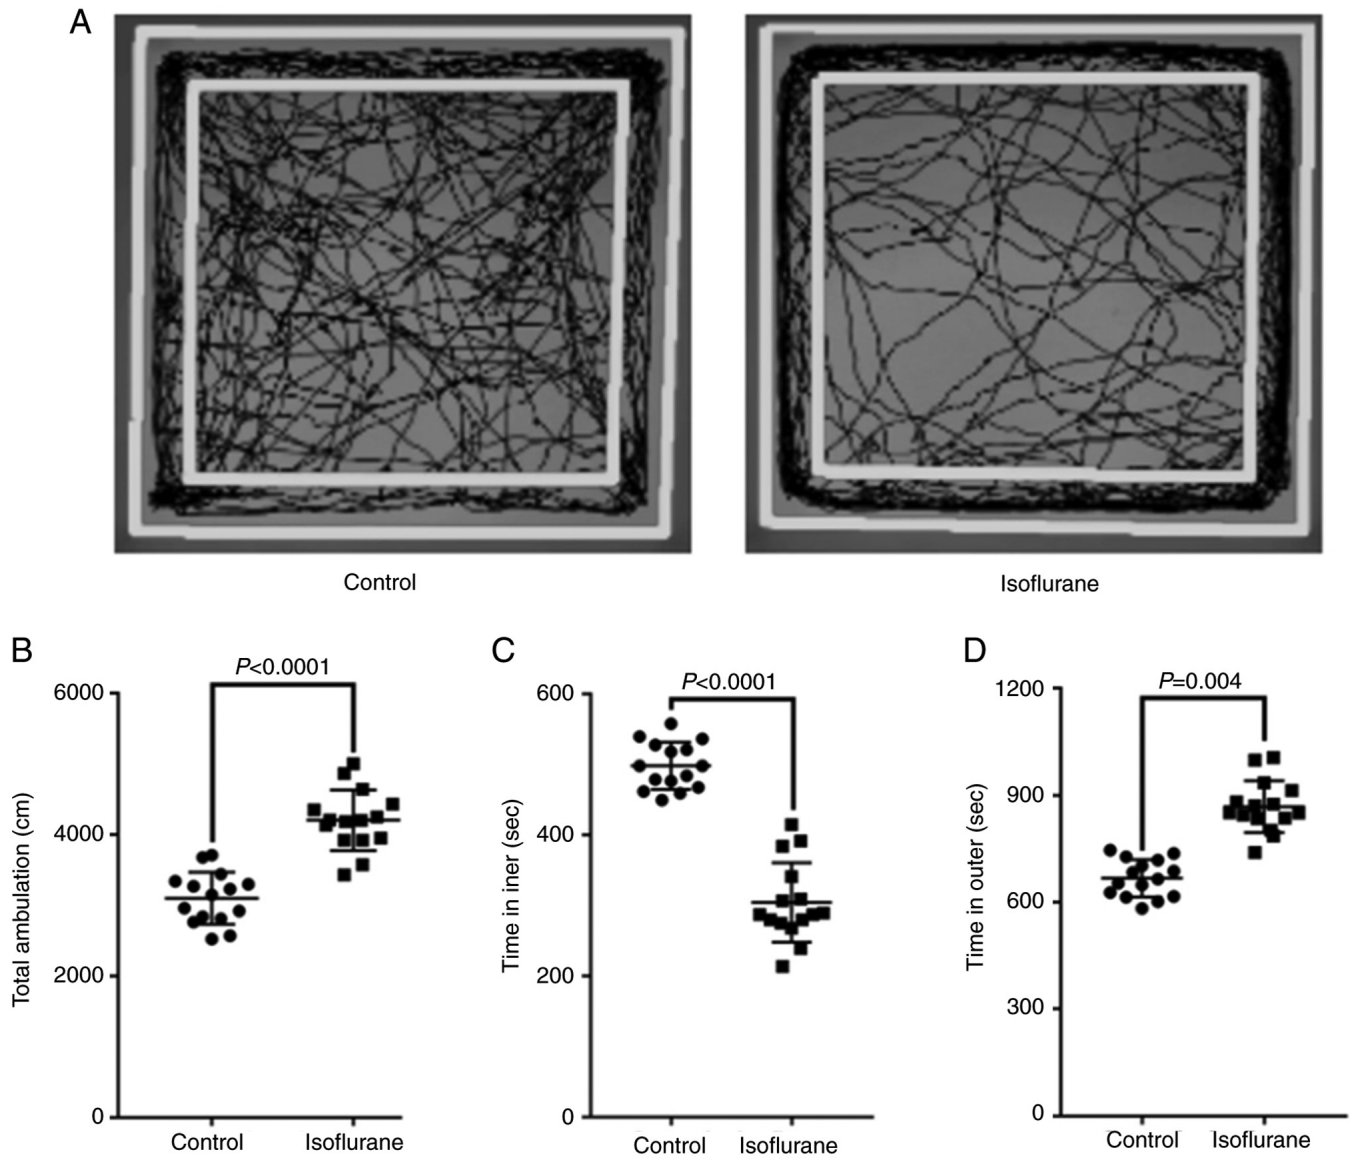 A
Control
Isoflurane
B
Total ambulation (cm)
6000
4000
2000
0
P<0.0001
Control
Isoflurane
C
Time in iner (sec)
600
400
200
0
P<0.0001
Control
Isoflurane
D
Time in outer (sec)
1200
900
600
300
0
P=0.004
Control
Isoflurane